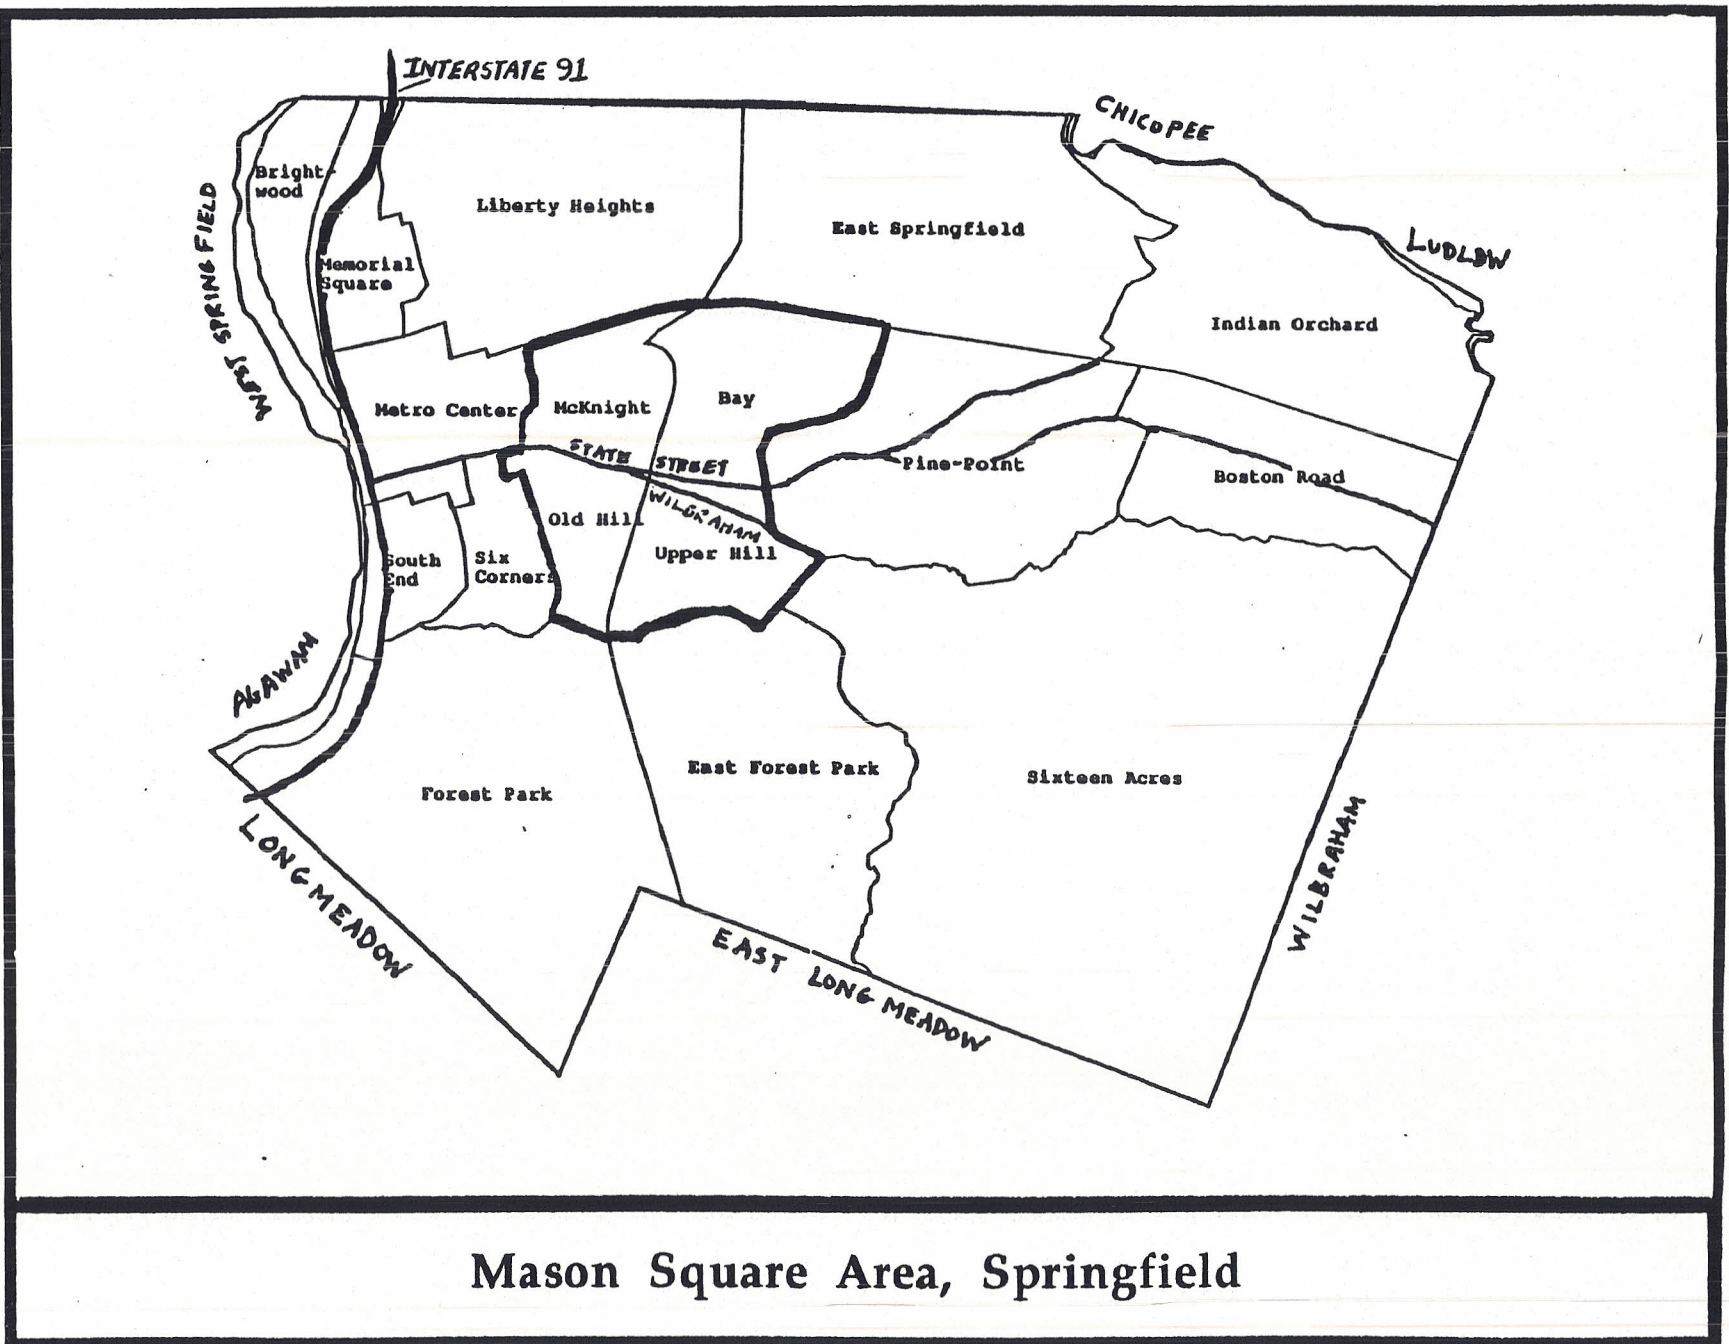 INTERSTATE 91
CHICOPEE
Bright-
wood
WEST SPRINGFIELD
Liberty Heights
East Springfield
LUDLOW
Memorial
Square
Indian Orchard
Metro Center
McKnight
Bay
STATE STREET
Pine-Point
Boston Road
WILBRAHAM
Old Hill
Upper Hill
South
End
Six
Corners
AGAWAM
Forest Park
East Forest Park
Sixteen Acres
WILBRAHAM
LONGMEADOW
EAST LONGMEADOW
Mason Square Area, Springfield